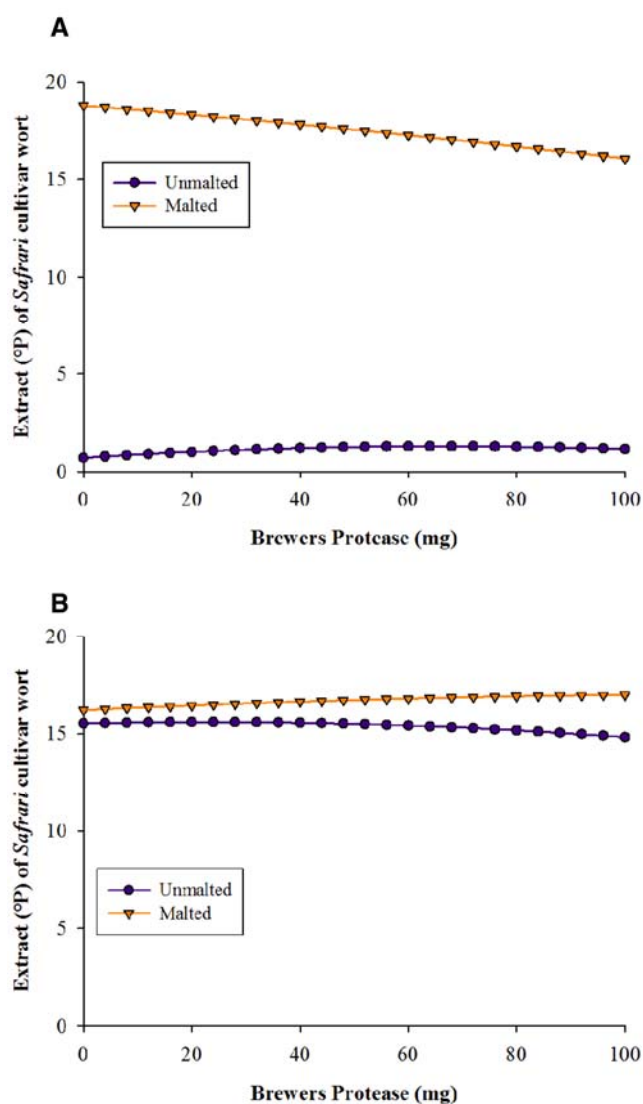 A
Extract (°P) of Safrari cultivar wort
20
15
10
5
0
Unmalted
Malted
0 20 40 60 80 100
Brewers Protease (mg)
B
Extract (°P) of Safrari cultivar wort
20
15
10
5
0
Unmalted
Malted
0 20 40 60 80 100
Brewers Protease (mg)